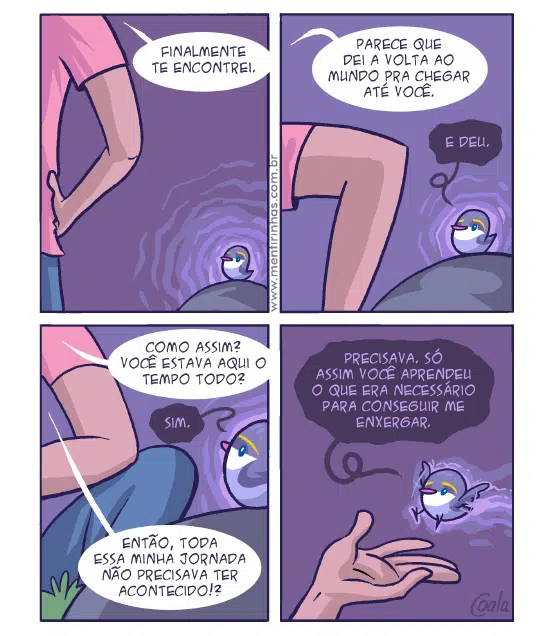 FINALMENTE
TE ENCONTREI.
PARECE QUE
DEI A VOLTA AO
MUNDO PRA CHEGAR
ATÉ VOCÊ.
E DEU.
www.mentirinhas.com.br
COMO ASSIM?
VOCÊ ESTAVA AQUI O
TEMPO TODO?
SIM.
ENTÃO, TODA
ESSA MINHA JORNADA
NÃO PRECISAVA TER
ACONTECIDO!?
PRECISAVA. SÓ
ASSIM VOCÊ APRENDEU
O QUE ERA NECESSÁRIO
PARA CONSEGUIR ME
ENXERGAR.
Coala